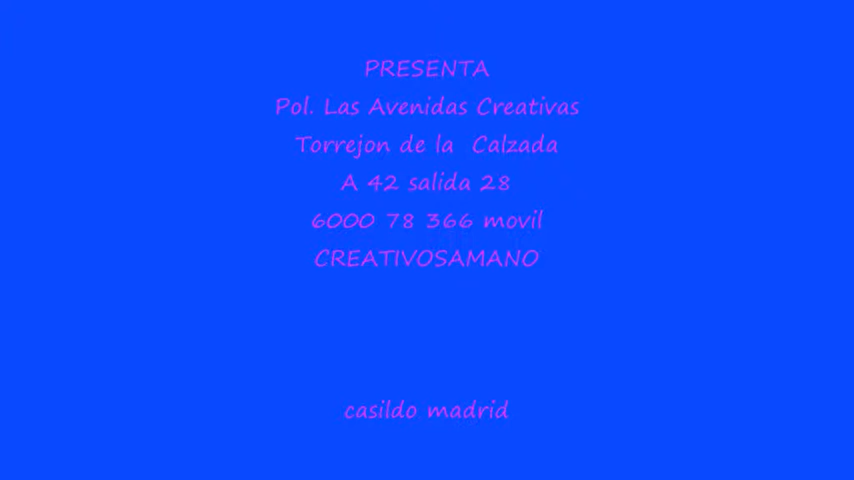 PRESENTA
Pol. Las Avenidas Creativas
Torrejon de la  Calzada
A 42 salida 28
6000 78 366 movil
CREATIVOSAMANO
casildo madrid